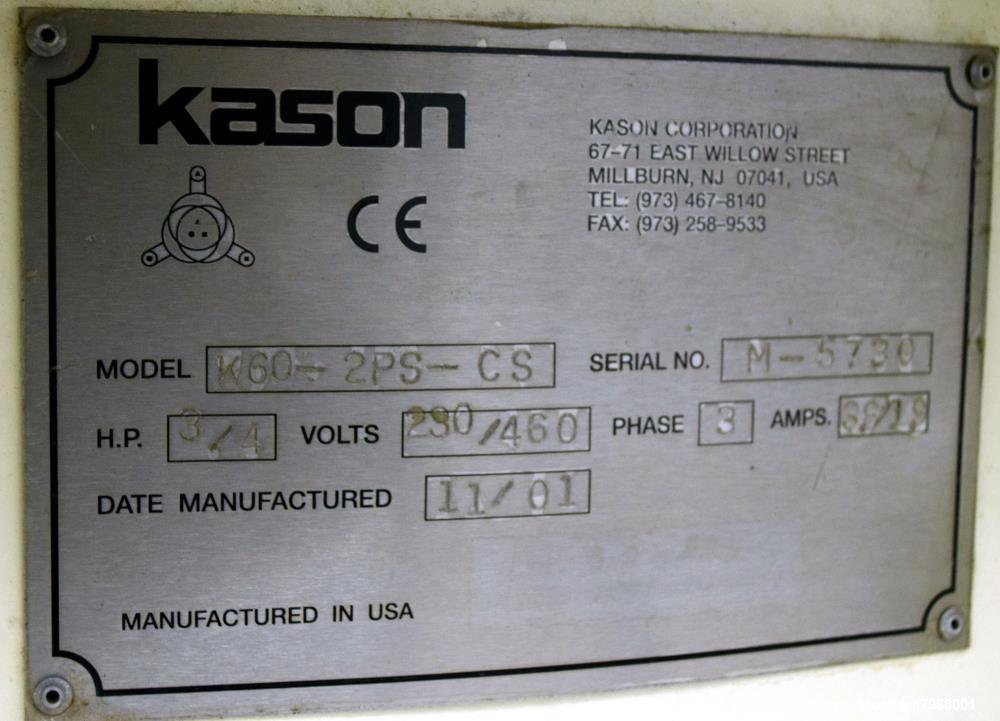 kason
CE
KASON CORPORATION
67-71 EAST WILLOW STREET
MILLBURN, NJ 07041, USA
TEL: (973) 467-8140
FAX: (973) 258-9533
MODEL K60-2PS-CS SERIAL NO. M-5730
H.P. 3/4 VOLTS 230/460 PHASE 3 AMPS.
DATE MANUFACTURED 11/01
MANUFACTURED IN USA
47968001